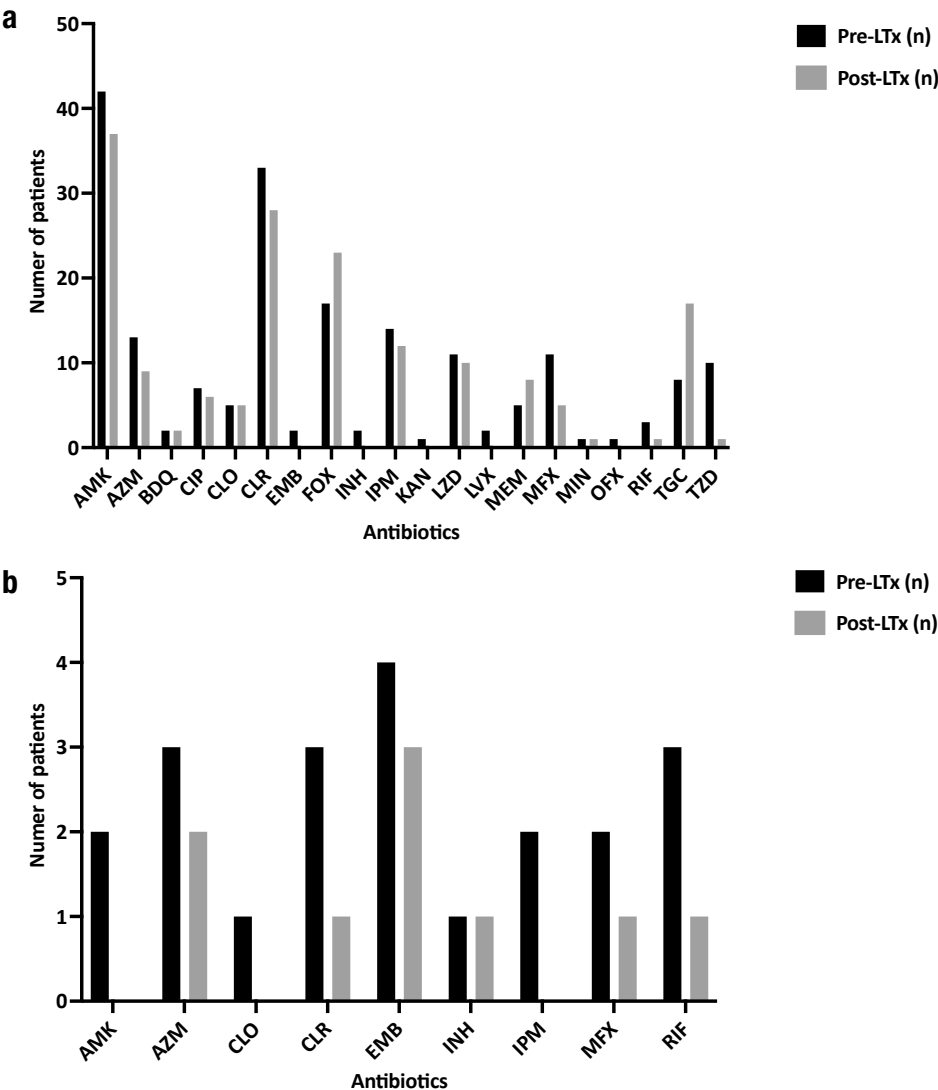 a
Pre-LTx (n)
Post-LTx (n)
Numer of patients
50
40
30
20
10
0
AMK AZM BDQ CIP CLO CLR EMB FOX INH IPM KAN LZD LVX MEM MFX MIN OFX RIF TGC TZD
Antibiotics
b
Pre-LTx (n)
Post-LTx (n)
Numer of patients
5
4
3
2
1
0
AMK AZM CLO CLR EMB INH IPM MFX RIF
Antibiotics